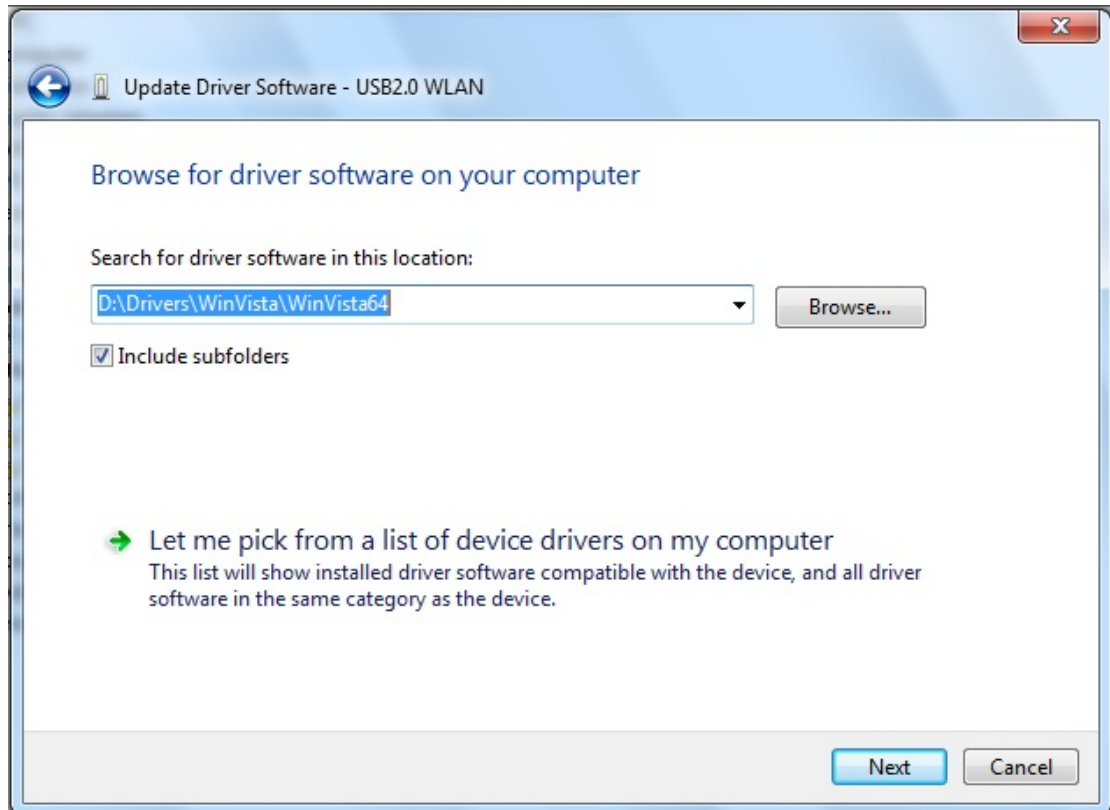 Update Driver Software - USB2.0 WLAN
Browse for driver software on your computer
Search for driver software in this location:
D:\Drivers\WinVista\WinVista64
Browse...
Include subfolders
Let me pick from a list of device drivers on my computer
This list will show installed driver software compatible with the device, and all driver
software in the same category as the device.
Next
Cancel